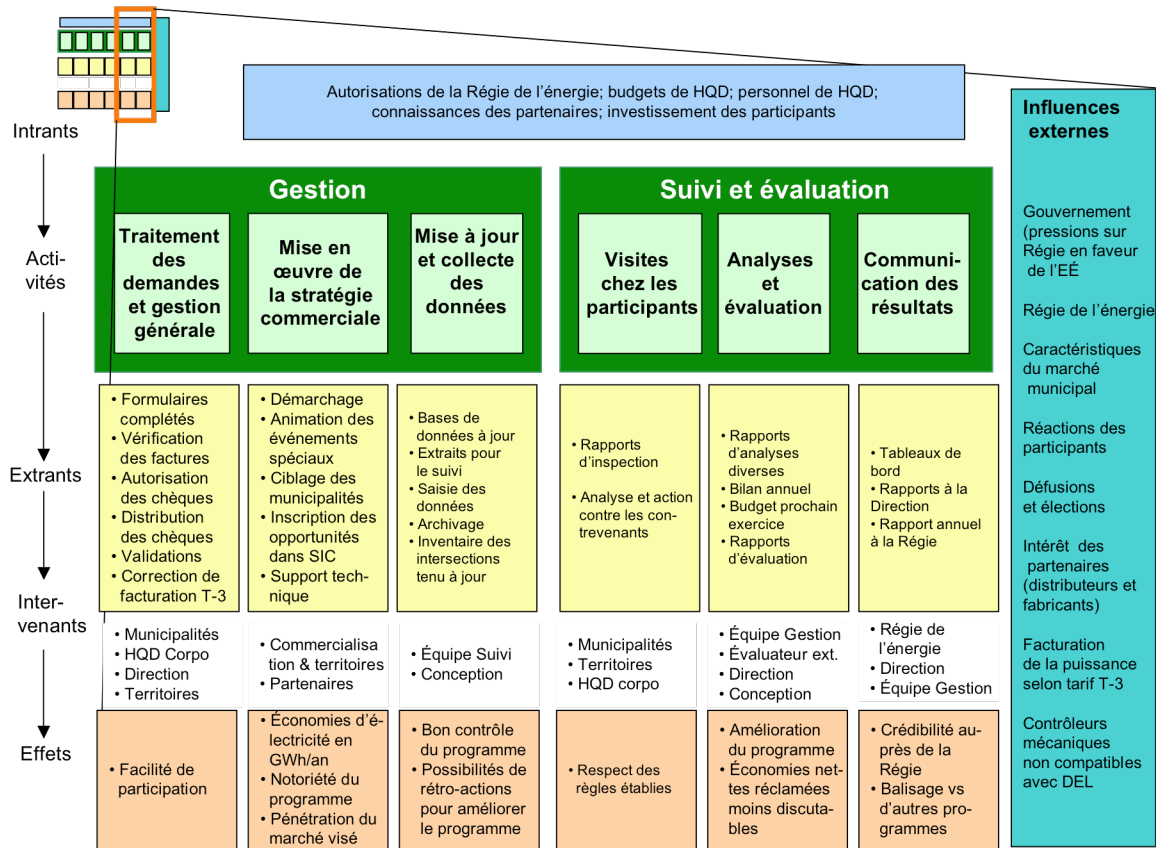 Autorisations de la Régie de l'énergie; budgets de HQD; personnel de HQD;
connaissances des partenaires; investissement des participants
Intrants
Acti-
vités
Extrants
Inter-
venants
Effets
Gestion
Traitement
des
demandes
et gestion
générale
Mise en
œuvre de
la stratégie
commerciale
Mise à jour
et collecte
des
données
Suivi et évaluation
Visites
chez les
participants
Analyses
et
évaluation
Communi-
cation des
résultats
• Formulaires
complétés
• Vérification
des factures
• Autorisation
des chèques
• Distribution
des chèques
• Validations
• Correction de
facturation T-3
• Démarchage
• Animation des
événements
spéciaux
• Ciblage des
municipalités
• Inscription des
opportunités
dans SIC
• Support tech-
nique
• Bases de
données à jour
• Extraits pour
le suivi
• Saisie des
données
• Archivage
• Inventaire des
intersections
tenu à jour
• Rapports
d'inspection
• Analyse et action
contre les con-
trevenants
• Rapports
d'analyses
diverses
• Bilan annuel
• Budget prochain
exercice
• Rapports
d'évaluation
• Tableaux de
bord
• Rapports à la
Direction
• Rapport annuel
à la Régie
• Municipalités
• HQD Corpo
• Direction
• Territoires
• Commercialisa
tion & territoires
• Partenaires
• Équipe Suivi
• Conception
• Municipalités
• Territoires
• HQD corpo
• Équipe Gestion
• Évaluateur ext.
• Direction
• Conception
• Régie de
l'énergie
• Direction
• Équipe Gestion
• Facilité de
participation
• Économies d'é-
lectricité en
GWh/an
• Notoriété du
programme
• Pénétration du
marché visé
• Bon contrôle
du programme
• Possibilités de
rétro-actions
pour améliorer
le programme
• Respect des
règles établies
• Amélioration
du programme
• Économies net-
tes réclamées
moins discu-
tables
• Crédibilité au-
près de la
Régie
• Balisage vs
d'autres pro-
grammes
Influences
externes
Gouvernement
(pressions sur
Régie en faveur
de l'EÉ
Régie de l'énergie
Caractéristiques
du marché
municipal
Réactions des
participants
Défusions
et élections
Intérêt des
partenaires
(distributeurs et
fabricants)
Facturation
de la puissance
selon tarif T-3
Contrôleurs
mécaniques
non compatibles
avec DEL